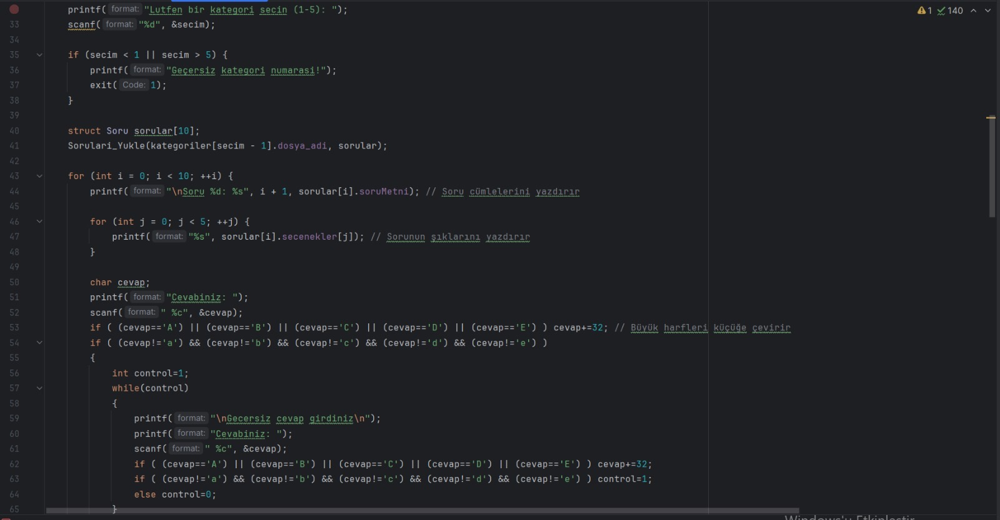 printf( format: "Lutfen bir kategori secin (1-5): ");
⚠1 ✓140
33 scanf( format: "%d", &secim);
34
35 if (secim < 1 || secim > 5) {
36 printf( format: "Geçersiz kategori numarasi!");
37 exit( Code: 1);
38 }
39
40 struct Soru sorular[10];
41 Sorulari_Yukle(kategoriler[secim - 1].dosya_adi, sorular);
42
43 for (int i = 0; i < 10; ++i) {
44 printf( format: "\nSoru %d: %s", i + 1, sorular[i].soruMetni); // Soru cümlelerini yazdırır
45
46 for (int j = 0; j < 5; ++j) {
47 printf( format: "%s", sorular[i].secenekler[j]); // Sorunun şıklarını yazdırır
48 }
49
50 char cevap;
51 printf( format: "Cevabiniz: ");
52 scanf( format: " %c", &cevap);
53 if ( (cevap=='A') || (cevap=='B') || (cevap=='C') || (cevap=='D') || (cevap=='E') ) cevap+=32; // Büyük harfleri küçüğe çevirir
54 if ( (cevap!='a') && (cevap!='b') && (cevap!='c') && (cevap!='d') && (cevap!='e') )
55 {
56 int control=1;
57 while(control)
58 {
59 printf( format: "\nGecersiz cevap girdiniz\n");
60 printf( format: "Cevabiniz: ");
61 scanf( format: " %c", &cevap);
62 if ( (cevap=='A') || (cevap=='B') || (cevap=='C') || (cevap=='D') || (cevap=='E') ) cevap+=32;
63 if ( (cevap!='a') && (cevap!='b') && (cevap!='c') && (cevap!='d') && (cevap!='e') ) control=1;
64 else control=0;
65 }
Windows'u Etkinleştir